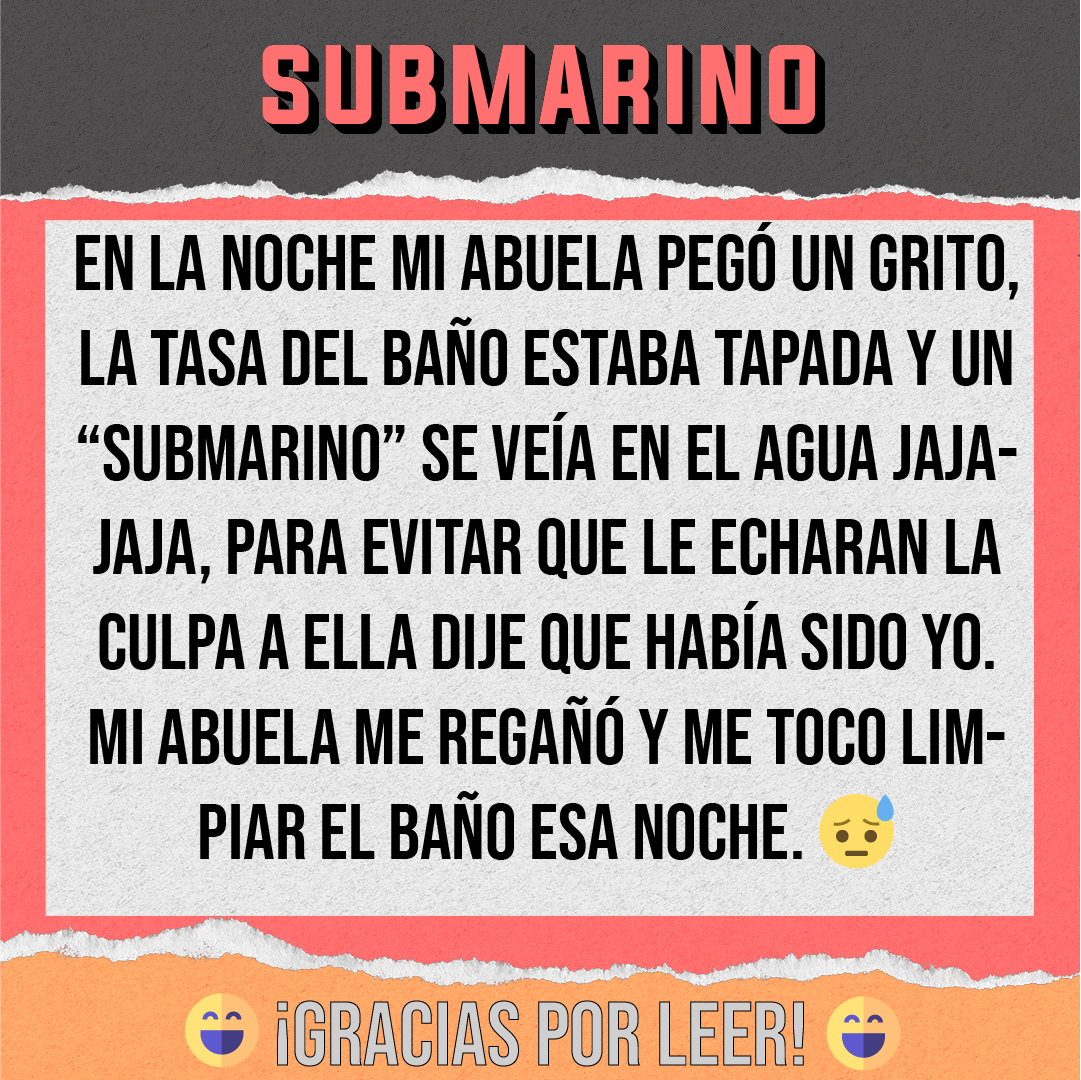 SUBMARINO
EN LA NOCHE MI ABUELA PEGÓ UN GRITO,
LA TASA DEL BAÑO ESTABA TAPADA Y UN
“SUBMARINO” SE VEÍA EN EL AGUA JAJA-
JAJA, PARA EVITAR QUE LE ECHARAN LA
CULPA A ELLA DIJE QUE HABÍA SIDO YO.
MI ABUELA ME REGAÑÓ Y ME TOCO LIM-
PIAR EL BAÑO ESA NOCHE. 😓
¡GRACIAS POR LEER!